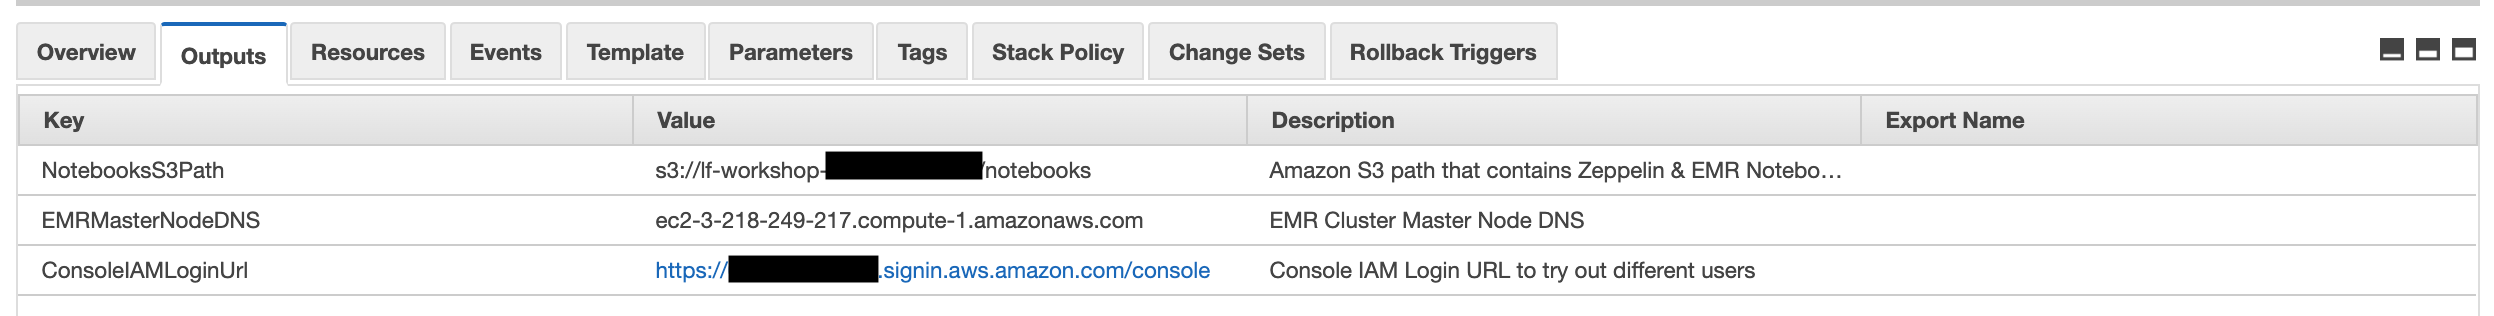 Overview Outputs Resources Events Template Parameters Tags Stack Policy Change Sets Rollback Triggers
Key Value Description Export Name
NotebooksS3Path s3://lf-workshop- /notebooks Amazon S3 path that contains Zeppelin & EMR Notebo…
EMRMasterNodeDNS ec2-3-218-249-217.compute-1.amazonaws.com EMR Cluster Master Node DNS
ConsoleIAMLoginUrl https:// .signin.aws.amazon.com/console Console IAM Login URL to try out different users